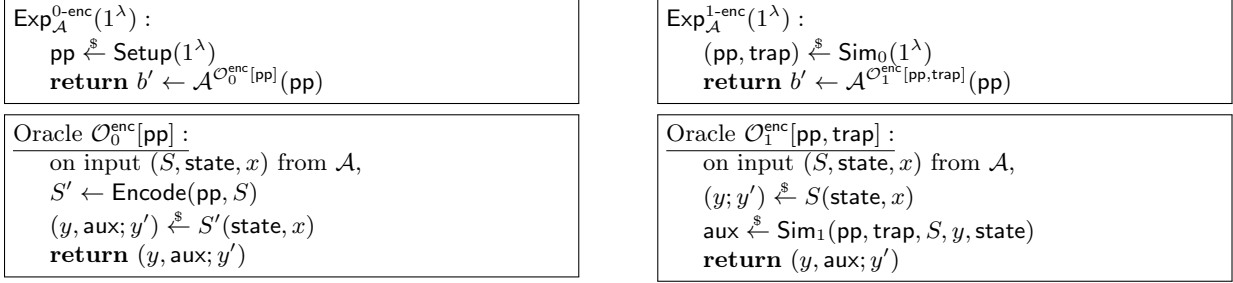 Exp_𝒜^{0-enc}(1^λ) :
pp ←$ Setup(1^λ)
return b′ ← 𝒜^{𝒪_0^{enc}[pp]}(pp)
Oracle 𝒪_0^{enc}[pp] :
on input (S, state, x) from 𝒜,
S′ ← Encode(pp, S)
(y, aux; y′) ←$ S′(state, x)
return (y, aux; y′)
Exp_𝒜^{1-enc}(1^λ) :
(pp, trap) ←$ Sim_0(1^λ)
return b′ ← 𝒜^{𝒪_1^{enc}[pp,trap]}(pp)
Oracle 𝒪_1^{enc}[pp, trap] :
on input (S, state, x) from 𝒜,
(y; y′) ←$ S(state, x)
aux ←$ Sim_1(pp, trap, S, y, state)
return (y, aux; y′)